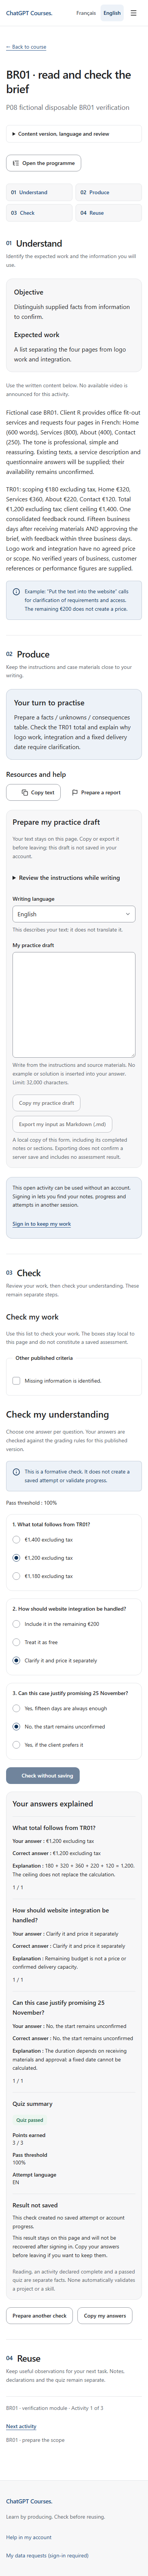 ChatGPT Courses.
Français
English
← Back to course
BR01 · read and check the
brief
P08 fictional disposable BR01 verification
Content version, language and review
Open the programme
01 Understand
02 Produce
03 Check
04 Reuse
01 Understand
Identify the expected work and the information you will
use.
Objective
Distinguish supplied facts from information
to confirm.
Expected work
A list separating the four pages from logo
work and integration.
Use the written content below. No available video is
announced for this activity.
Fictional case BR01. Client R provides office fit-out
services and requests four pages in French: Home
(600 words), Services (800), About (400), Contact
(250). The tone is professional, simple and
reassuring. Existing texts, a service description and
questionnaire answers will be supplied; their
availability remains unconfirmed.
TR01: scoping €180 excluding tax, Home €320,
Services €360, About €220, Contact €120. Total
€1,200 excluding tax; client ceiling €1,400. One
consolidated feedback round. Fifteen business
days after receiving materials AND approving the
brief, with feedback within three business days.
Logo work and integration have no agreed price
or scope. No verified years of business, customer
references or performance figures are supplied.
Example: "Put the text into the website" calls
for clarification of requirements and access.
The remaining €200 does not create a price.
02 Produce
Keep the instructions and case materials close to your
writing.
Your turn to practise
Prepare a facts / unknowns / consequences
table. Check the TR01 total and explain why
logo work, integration and a fixed delivery
date require clarification.
Resources and help
Copy text
Prepare a report
Prepare my practice draft
Your text stays on this page. Copy or export it
before leaving: this draft is not saved in your
account.
Review the instructions while writing
Writing language
English
This describes your text; it does not translate it.
My practice draft
Write from the instructions and source materials. No
example or solution is inserted into your answer.
Limit: 32,000 characters.
Copy my practice draft
Export my input as Markdown (.md)
A local copy of this form, including its completed
notes or sections. Exporting does not confirm a
server save and includes no assessment result.
This open activity can be used without an account.
Signing in lets you find your notes, progress and
attempts in another session.
Sign in to keep my work
03 Check
Review your work, then check your understanding. These
remain separate steps.
Check my work
Use this list to check your work. The boxes stay local to
this page and do not constitute a saved assessment.
Other published criteria
Missing information is identified.
Check my understanding
Choose one answer per question. Your answers are
checked against the grading rules for this published
version.
This is a formative check. It does not create a
saved attempt or validate progress.
Pass threshold : 100%
1. What total follows from TR01?
€1,400 excluding tax
€1,200 excluding tax
€1,180 excluding tax
2. How should website integration be handled?
Include it in the remaining €200
Treat it as free
Clarify it and price it separately
3. Can this case justify promising 25 November?
Yes, fifteen days are always enough
No, the start remains unconfirmed
Yes, if the client prefers it
Check without saving
Your answers explained
What total follows from TR01?
Your answer : €1,200 excluding tax
Correct answer : €1,200 excluding tax
Explanation : 180 + 320 + 360 + 220 + 120 = 1,200.
The ceiling does not replace the calculation.
1 / 1
How should website integration be
handled?
Your answer : Clarify it and price it separately
Correct answer : Clarify it and price it separately
Explanation : Remaining budget is not a price or
confirmed delivery capacity.
1 / 1
Can this case justify promising 25
November?
Your answer : No, the start remains unconfirmed
Correct answer : No, the start remains unconfirmed
Explanation : The duration depends on receiving
materials and approval: a fixed date cannot be
calculated.
1 / 1
Quiz summary
Quiz passed
Points earned
3 / 3
Pass threshold
100%
Attempt language
EN
Result not saved
This check created no saved attempt or account
progress.
This result stays on this page and will not be
recovered after signing in. Copy your answers
before leaving if you want to keep them.
Reading, an activity declared complete and a passed
quiz are separate facts. None automatically validates
a project or a skill.
Prepare another check
Copy my answers
04 Reuse
Keep useful observations for your next task. Notes,
declarations and the quiz remain separate.
BR01 · verification module · Activity 1 of 3
Next activity
BR01 · prepare the scope
ChatGPT Courses.
Learn by producing. Check before reusing.
Help in my account
My data requests (sign-in required)